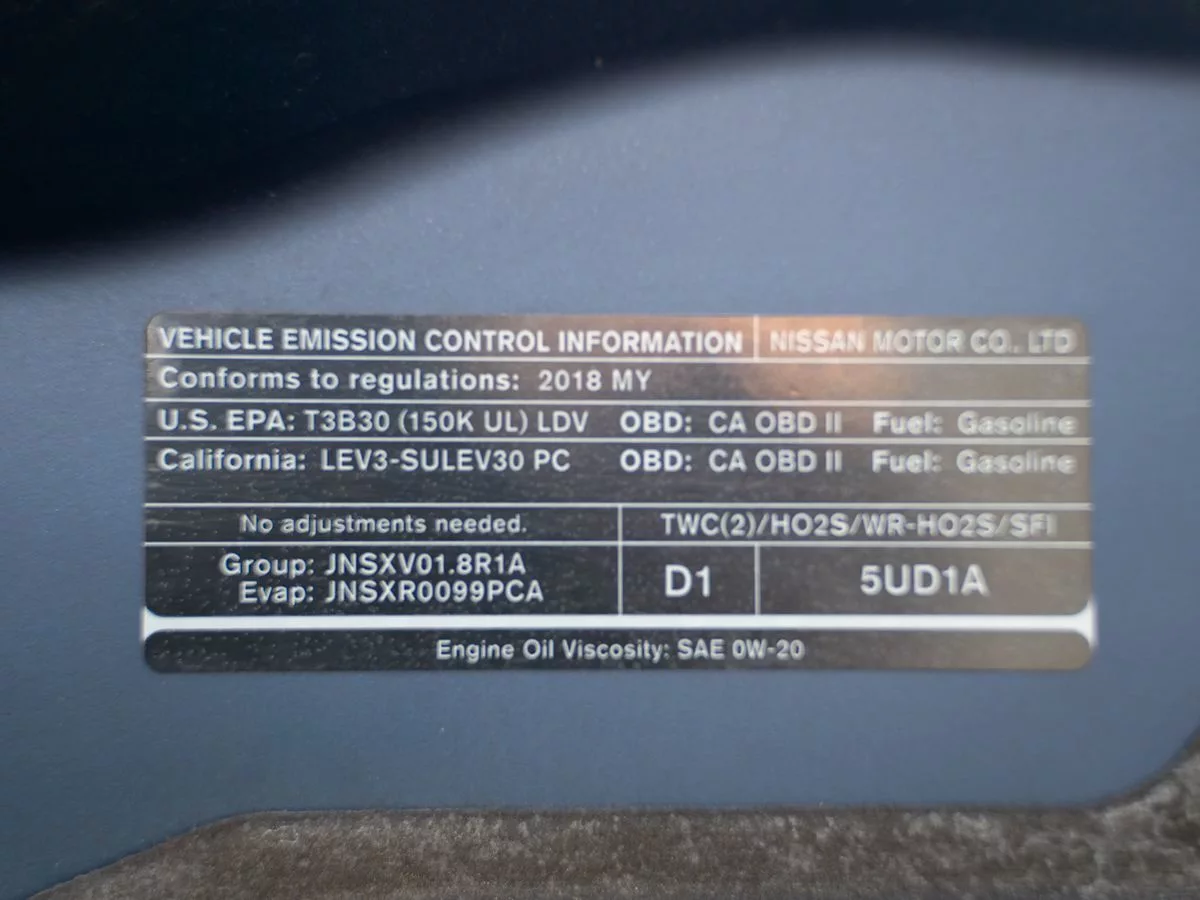 VEHICLE EMISSION CONTROL INFORMATION NISSAN MOTOR CO., LTD
Conforms to regulations: 2018 MY
U.S. EPA: T3B30 (150K UL) LDV OBD: CA OBD II Fuel: Gasoline
California: LEV3-SULEV30 PC OBD: CA OBD II Fuel: Gasoline
No adjustments needed. TWC(2)/HO2S/WR-HO2S/SFI
Group: JNSXV01.8R1A
Evap: JNSXR0099PCA
D1 5UD1A
Engine Oil Viscosity: SAE 0W-20